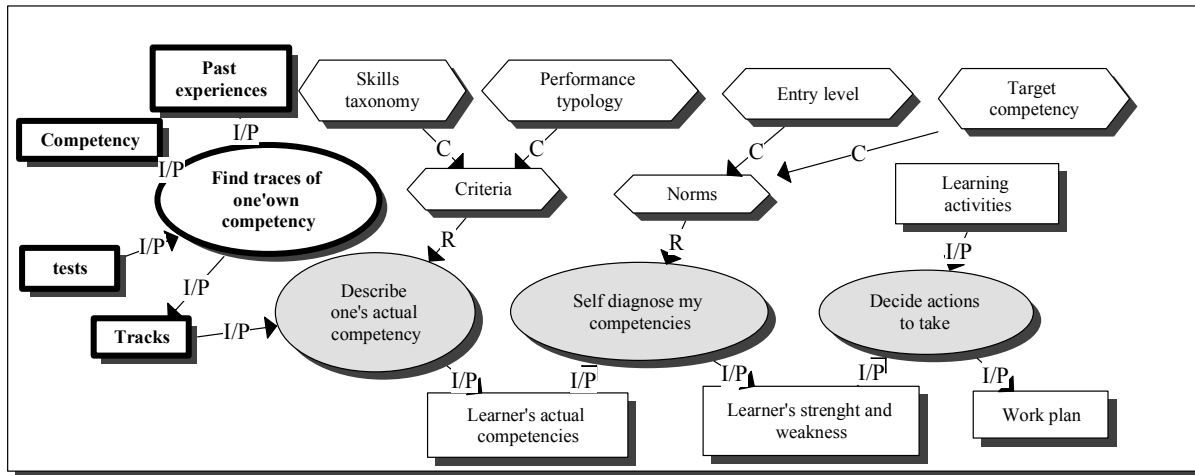 Past
experiences
Skills
taxonomy
Performance
typology
Entry level
Target
competency
I/P
Competency
I/P
C
C
C
C
Find traces of
one'own
competency
Criteria
Norms
Learning
activities
I/P
tests
R
R
I/P
I/P
Describe
one's actual
competency
Self diagnose my
competencies
Decide actions
to take
Tracks
I/P
I/P
I/P
I/P
I/P
I/P
Learner's actual
competencies
Learner's strenght and
weakness
Work plan